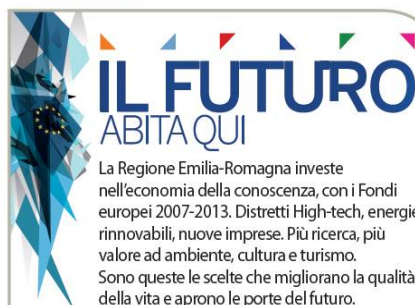 IL FUTURO
ABITA QUI
La Regione Emilia-Romagna investe
nell'economia della conoscenza, con i Fondi
europei 2007-2013. Distretti High-tech, energie
rinnovabili, nuove imprese. Più ricerca, più
valore ad ambiente, cultura e turismo.
Sono queste le scelte che migliorano la qualità
della vita e aprono le porte del futuro.